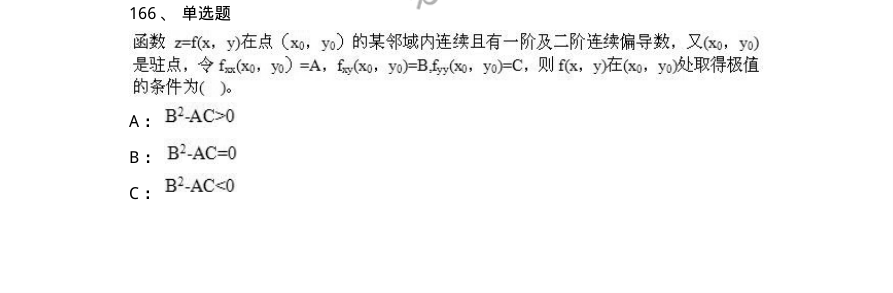 166 、 单选题
函数 z=f(x，y)在点（x₀，y₀）的某邻域内连续且有一阶及二阶连续偏导数，又(x₀，y₀)
是驻点，令 fₓₓ(x₀，y₀）=A，fₓᵧ(x₀，y₀)=B,fᵧᵧ(x₀，y₀)=C，则 f(x，y)在(x₀，y₀)处取得极值
的条件为( )。
A： B²-AC>0
B： B²-AC=0
C： B²-AC<0